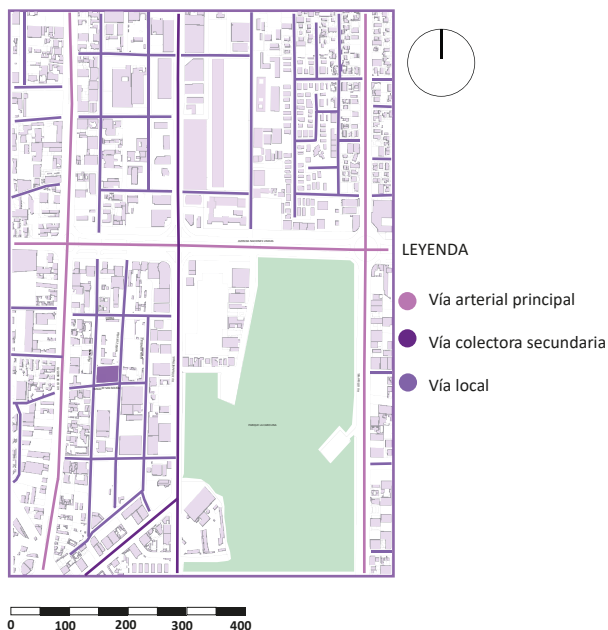 LEYENDA
Vía arterial principal
Vía colectora secundaria
Vía local
0 100 200 300 400